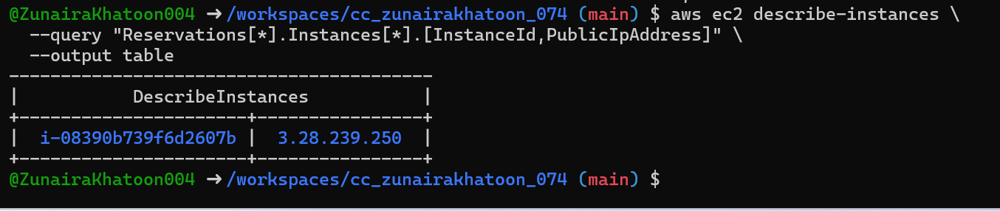 @ZunairaKhatoon004 ➜ /workspaces/cc_zunairakhatoon_074 (main) $ aws ec2 describe-instances \
  --query "Reservations[*].Instances[*].[InstanceId,PublicIpAddress]" \
  --output table
-----------------------------------------
|           DescribeInstances           |
+----------------------+----------------+
|  i-08390b739f6d2607b |  3.28.239.250  |
+----------------------+----------------+
@ZunairaKhatoon004 ➜ /workspaces/cc_zunairakhatoon_074 (main) $